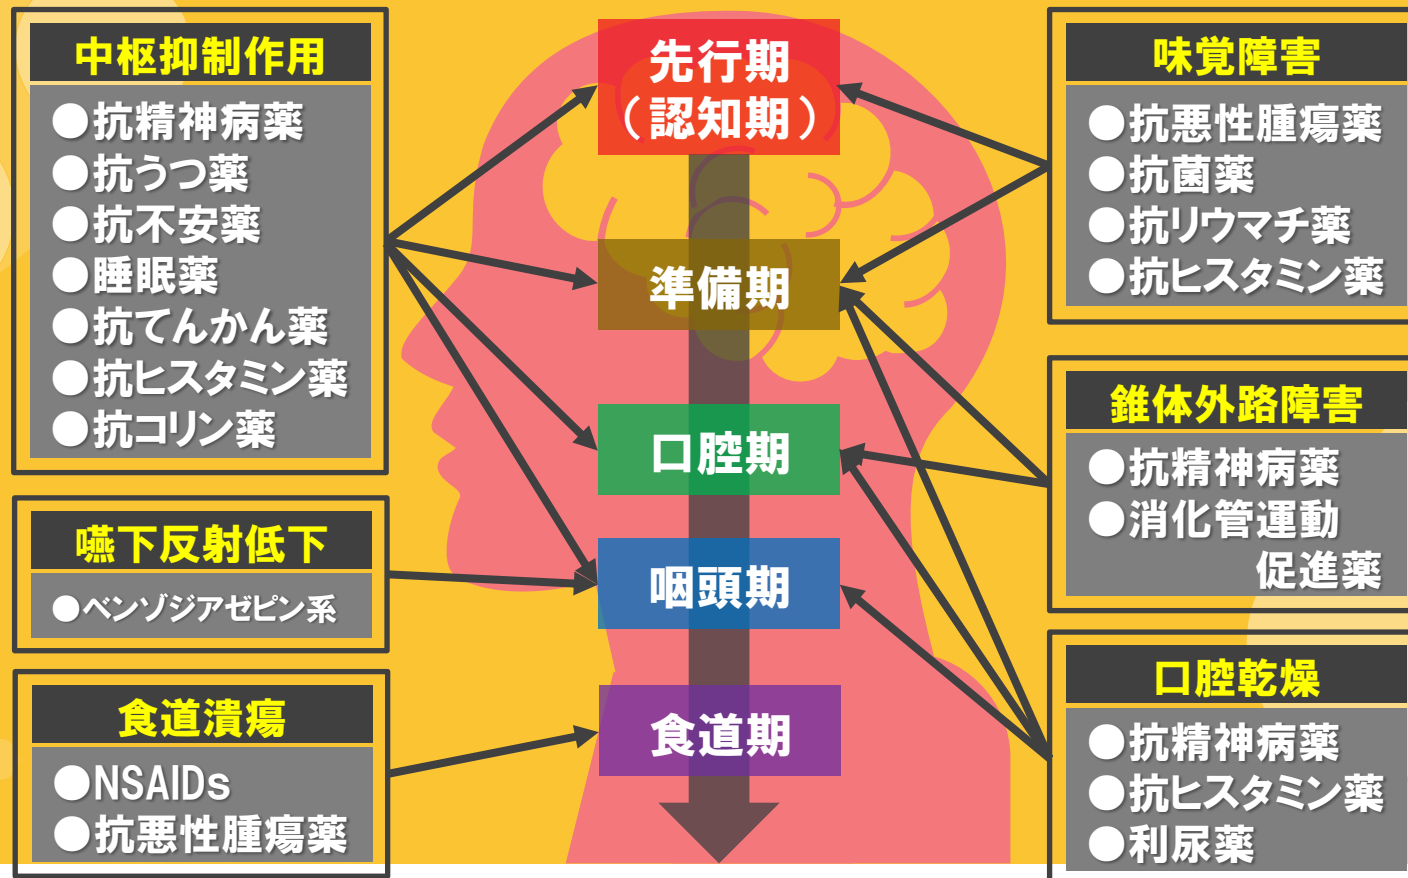 中枢抑制作用
●抗精神病薬
●抗うつ薬
●抗不安薬
●睡眠薬
●抗てんかん薬
●抗ヒスタミン薬
●抗コリン薬
嚥下反射低下
●ベンゾジアゼピン系
食道潰瘍
●NSAIDs
●抗悪性腫瘍薬
先行期
（認知期）
準備期
口腔期
咽頭期
食道期
味覚障害
●抗悪性腫瘍薬
●抗菌薬
●抗リウマチ薬
●抗ヒスタミン薬
錐体外路障害
●抗精神病薬
●消化管運動
促進薬
口腔乾燥
●抗精神病薬
●抗ヒスタミン薬
●利尿薬